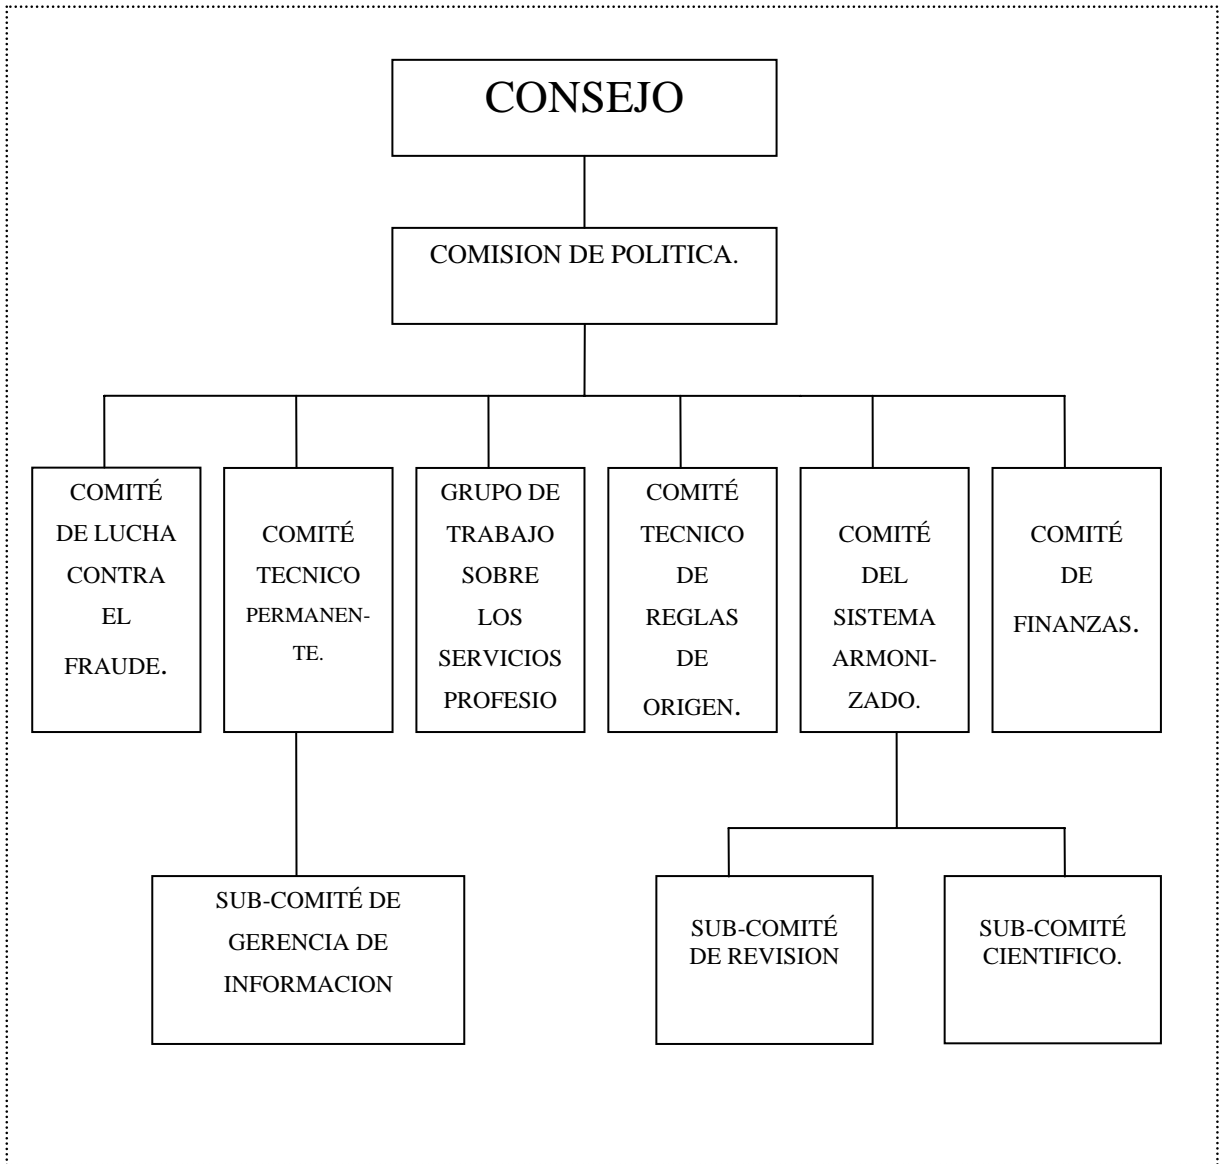 CONSEJO
COMISION DE POLITICA.
COMITÉ
DE LUCHA
CONTRA
EL
FRAUDE.
COMITÉ
TECNICO
PERMANEN-
TE.
GRUPO DE
TRABAJO
SOBRE
LOS
SERVICIOS
PROFESIO
COMITÉ
TECNICO
DE
REGLAS
DE
ORIGEN.
COMITÉ
DEL
SISTEMA
ARMONI-
ZADO.
COMITÉ
DE
FINANZAS.
SUB-COMITÉ DE
GERENCIA DE
INFORMACION
SUB-COMITÉ
DE REVISION
SUB-COMITÉ
CIENTIFICO.